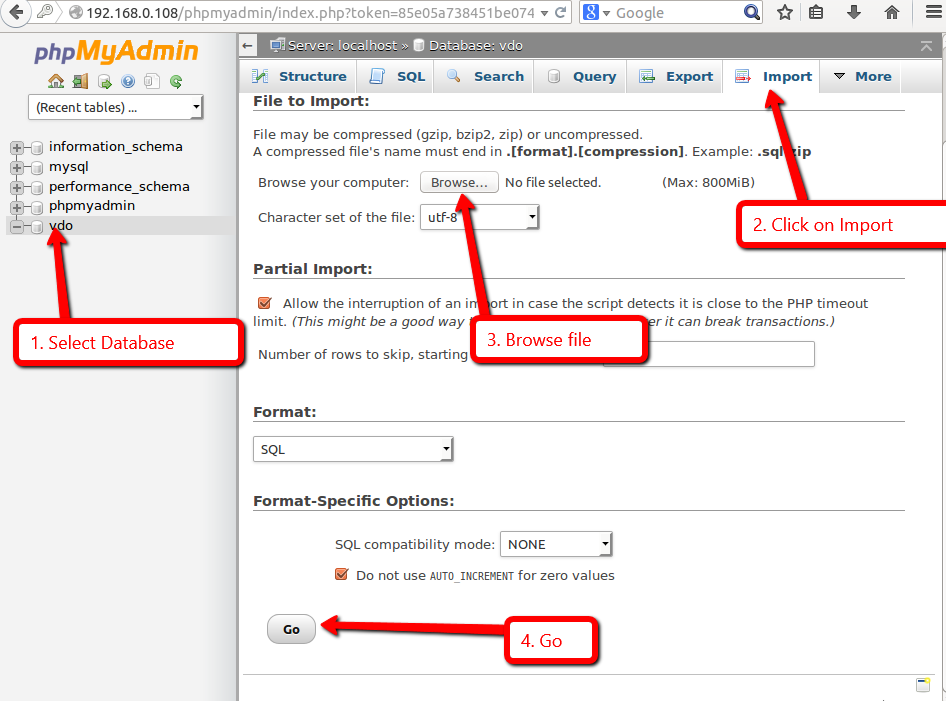 192.168.0.108/phpmyadmin/index.php?token=85e05a738451be074
Google
phpMyAdmin
(Recent tables) ...
information_schema
mysql
performance_schema
phpmyadmin
vdo
1. Select Database
Server: localhost » Database: vdo
Structure SQL Search Query Export Import More
File to Import:
File may be compressed (gzip, bzip2, zip) or uncompressed.
A compressed file's name must end in .[format].[compression]. Example: .sql.zip
Browse your computer: Browse... No file selected. (Max: 800MiB)
Character set of the file: utf-8
2. Click on Import
Partial Import:
Allow the interruption of an import in case the script detects it is close to the PHP timeout
limit. (This might be a good way it can break transactions.)
3. Browse file
Number of rows to skip, starting
Format:
SQL
Format-Specific Options:
SQL compatibility mode: NONE
Do not use AUTO_INCREMENT for zero values
Go
4. Go